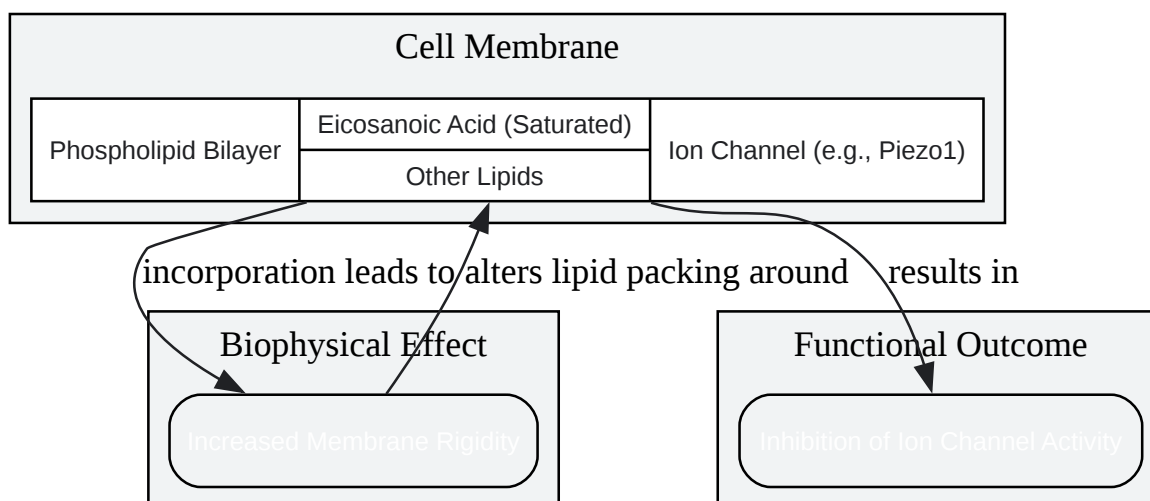 Cell Membrane
Phospholipid Bilayer
Eicosanoic Acid (Saturated)
Other Lipids
Ion Channel (e.g., Piezo1)
incorporation leads to
alters lipid packing around
results in
Biophysical Effect
Increased Membrane Rigidity
Functional Outcome
Inhibition of Ion Channel Activity